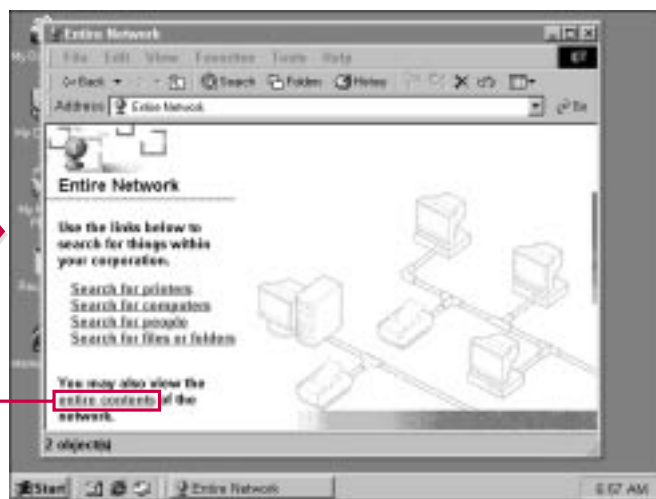 Entire Network
File Edit View Favorites Tools Help
Back Search Folders History
Address Entire Network Go
Entire Network
Use the links below to
search for things within
your corporation.
Search for printers
Search for computers
Search for people
Search for files or folders
You may also view the
entire contents of the
network.
2 object(s)
Start Entire Network 6:57 AM